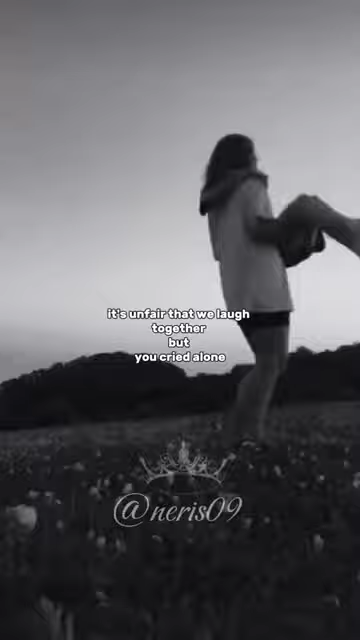 it's unfair that we laugh
together
but
you cried alone
@neris09